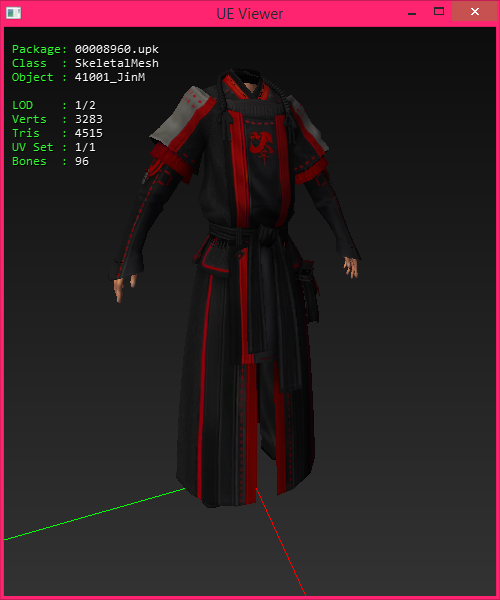 UE Viewer
Package: 00008960.upk
Class : SkeletalMesh
Object : 41001_JinM
LOD : 1/2
Verts : 3283
Tris : 4515
UV Set : 1/1
Bones : 96